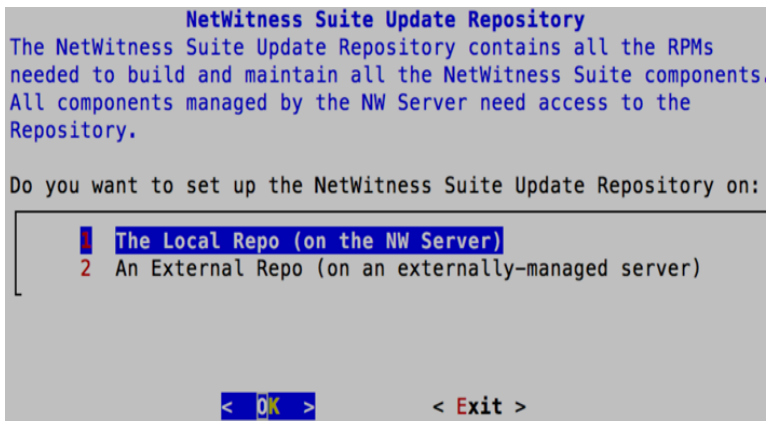 NetWitness Suite Update Repository
The NetWitness Suite Update Repository contains all the RPMs
needed to build and maintain all the NetWitness Suite components.
All components managed by the NW Server need access to the
Repository.
Do you want to set up the NetWitness Suite Update Repository on:
1 The Local Repo (on the NW Server)
2 An External Repo (on an externally-managed server)
< OK > < Exit >